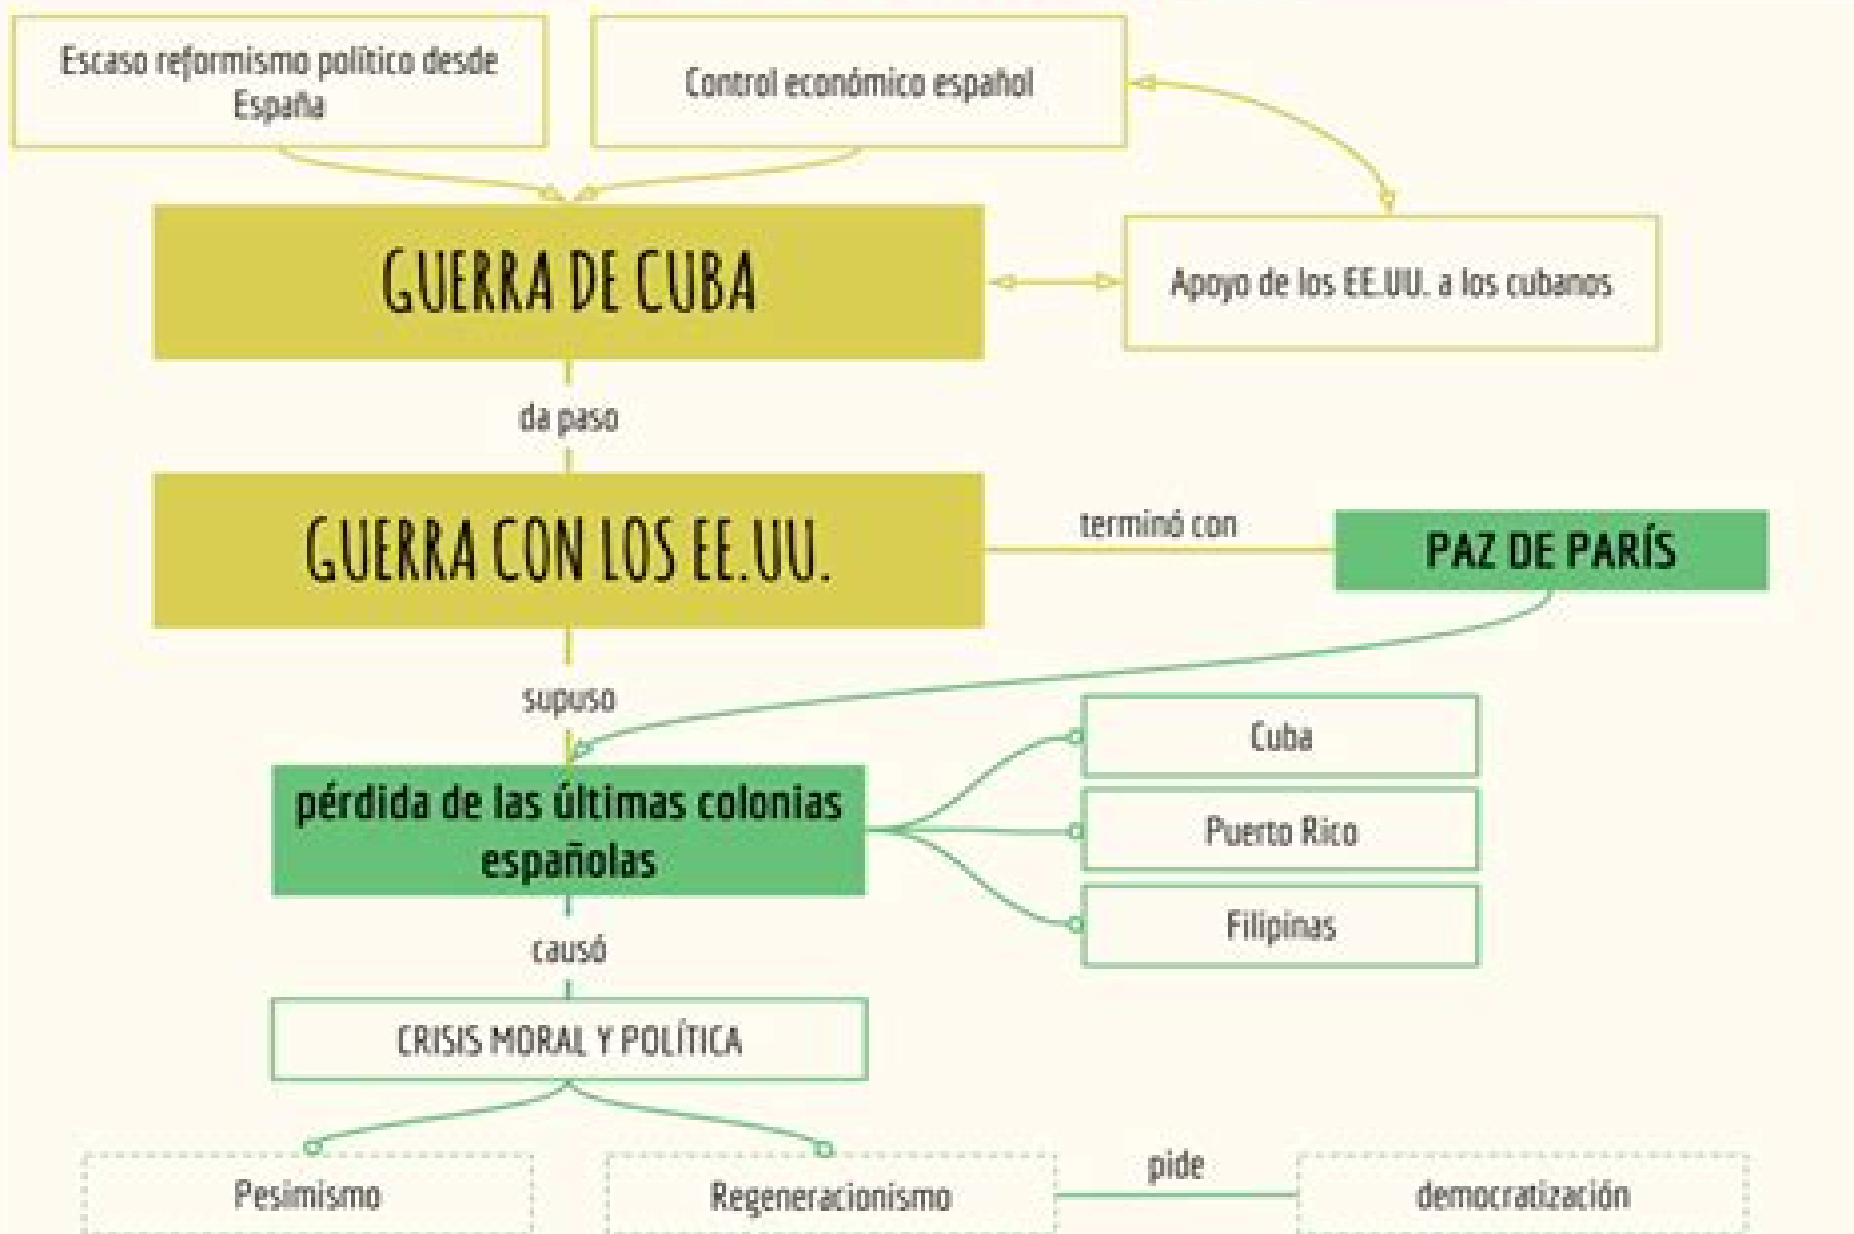 Escaso reformismo político desde
España
Control económico español
GUERRA DE CUBA
Apoyo de los EE.UU. a los cubanos
da paso
GUERRA CON LOS EE.UU.
terminó con
PAZ DE PARÍS
supuso
pérdida de las últimas colonias
españolas
Cuba
Puerto Rico
Filipinas
causó
CRISIS MORAL Y POLÍTICA
Pesimismo
Regeneracionismo
pide
democratización